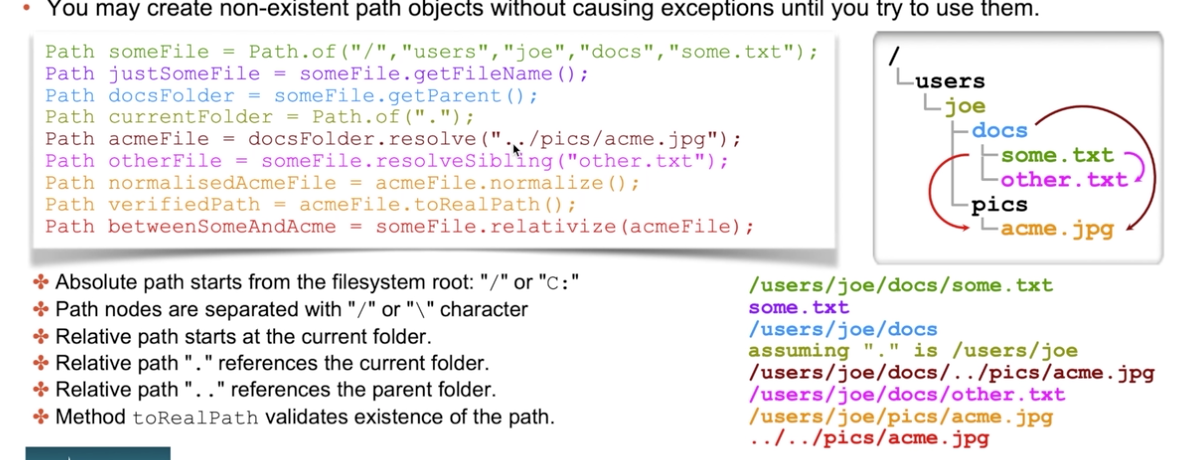 • You may create non-existent path objects without causing exceptions until you try to use them.
Path someFile = Path.of("/","users","joe","docs","some.txt");
Path justSomeFile = someFile.getFileName();
Path docsFolder = someFile.getParent();
Path currentFolder = Path.of(".");
Path acmeFile = docsFolder.resolve("../pics/acme.jpg");
Path otherFile = someFile.resolveSibling("other.txt");
Path normalisedAcmeFile = acmeFile.normalize();
Path verifiedPath = acmeFile.toRealPath();
Path betweenSomeAndAcme = someFile.relativize(acmeFile);
/
users
joe
docs
some.txt
other.txt
pics
acme.jpg
Absolute path starts from the filesystem root: "/" or "C:"
Path nodes are separated with "/" or "\" character
Relative path starts at the current folder.
Relative path "." references the current folder.
Relative path ".." references the parent folder.
Method toRealPath validates existence of the path.
/users/joe/docs/some.txt
some.txt
/users/joe/docs
assuming "." is /users/joe
/users/joe/docs/../pics/acme.jpg
/users/joe/docs/other.txt
/users/joe/pics/acme.jpg
../../pics/acme.jpg